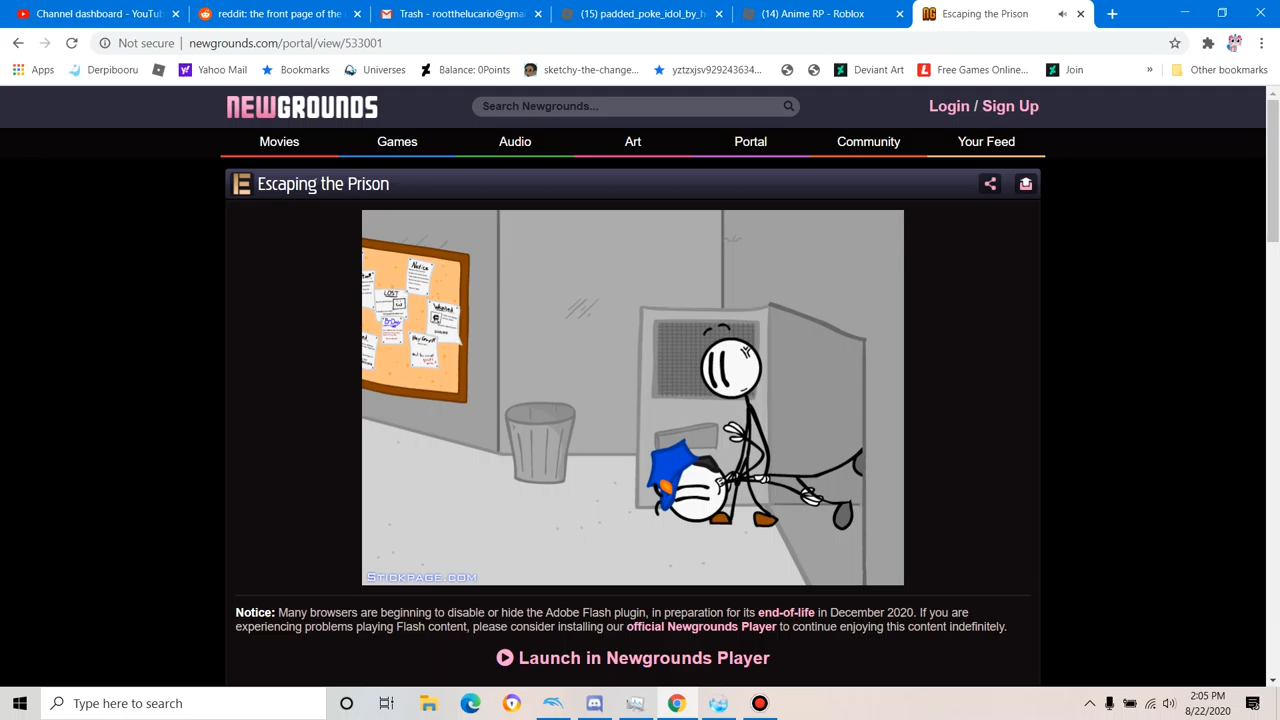 Channel dashboard - YouTub
reddit: the front page of the
Trash - rootthelucario@gma
(15) padded_poke_idol_by_h
(14) Anime RP - Roblox
Escaping the Prison
Not secure | newgrounds.com/portal/view/533001
Apps
Derpibooru
Yahoo Mail
Bookmarks
Universes
Balance: 0Points
sketchy-the-change...
yztzxjsv929243634...
Deviant Art
Free Games Online...
Join
»
Other bookmarks
NEWGROUNDS
Search Newgrounds...
Login / Sign Up
Movies
Games
Audio
Art
Portal
Community
Your Feed
E Escaping the Prison
Notice
LOST
Wanted
STICKPAGE.COM
Notice: Many browsers are beginning to disable or hide the Adobe Flash plugin, in preparation for its end-of-life in December 2020. If you are
experiencing problems playing Flash content, please consider installing our official Newgrounds Player to continue enjoying this content indefinitely.
Launch in Newgrounds Player
Type here to search
2:05 PM
8/22/2020